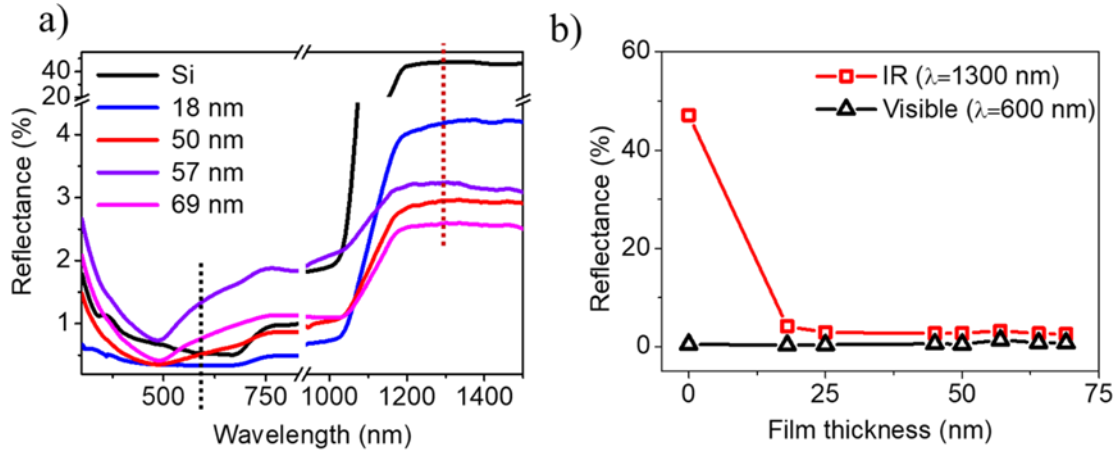 a)
40
20
4
3
2
1
Reflectance (%)
Si
18 nm
50 nm
57 nm
69 nm
500 750 1000 1200 1400
Wavelength (nm)
b)
60
40
20
0
Reflectance (%)
IR (λ=1300 nm)
Visible (λ=600 nm)
0 25 50 75
Film thickness (nm)